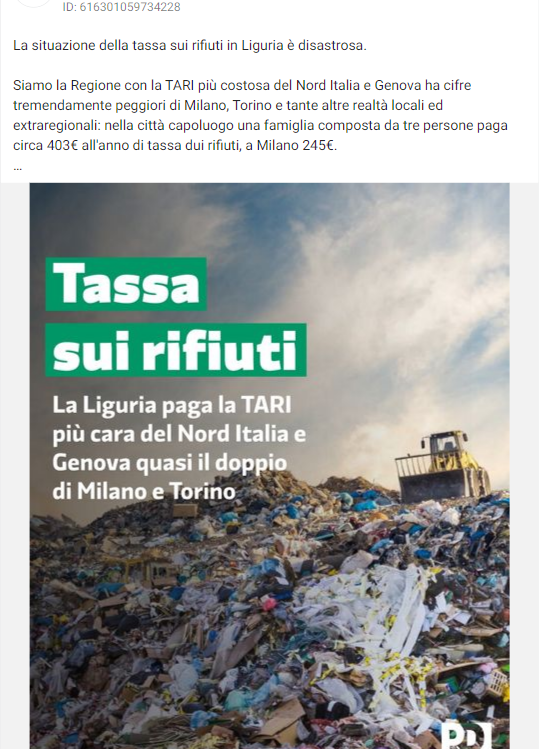 ID: 616301059734228
La situazione della tassa sui rifiuti in Liguria è disastrosa.
Siamo la Regione con la TARI più costosa del Nord Italia e Genova ha cifre
tremendamente peggiori di Milano, Torino e tante altre realtà locali ed
extraregionali: nella città capoluogo una famiglia composta da tre persone paga
circa 403€ all'anno di tassa dui rifiuti, a Milano 245€.
...
Tassa
sui rifiuti
La Liguria paga la TARI
più cara del Nord Italia e
Genova quasi il doppio
di Milano e Torino
PD